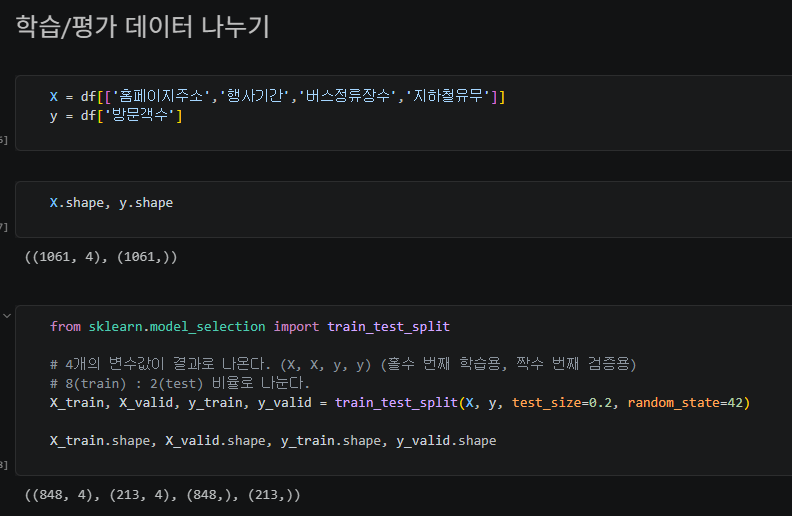 학습/평가 데이터 나누기
X = df[['홈페이지주소','행사기간','버스정류장수','지하철유무']]
y = df['방문객수']
X.shape, y.shape
((1061, 4), (1061,))
from sklearn.model_selection import train_test_split
# 4개의 변수값이 결과로 나온다. (X, X, y, y) (홀수 번째 학습용, 짝수 번째 검증용)
# 8(train) : 2(test) 비율로 나눈다.
X_train, X_valid, y_train, y_valid = train_test_split(X, y, test_size=0.2, random_state=42)
X_train.shape, X_valid.shape, y_train.shape, y_valid.shape
((848, 4), (213, 4), (848,), (213,))